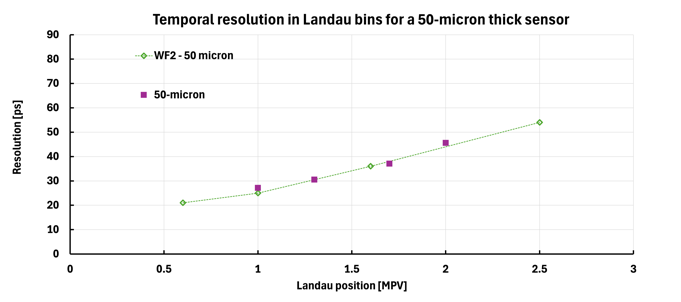 Temporal resolution in Landau bins for a 50-micron thick sensor
90
80
70
60
50
40
30
20
10
0
Resolution [ps]
WF2 - 50 micron
50-micron
0 0.5 1 1.5 2 2.5 3
Landau position [MPV]